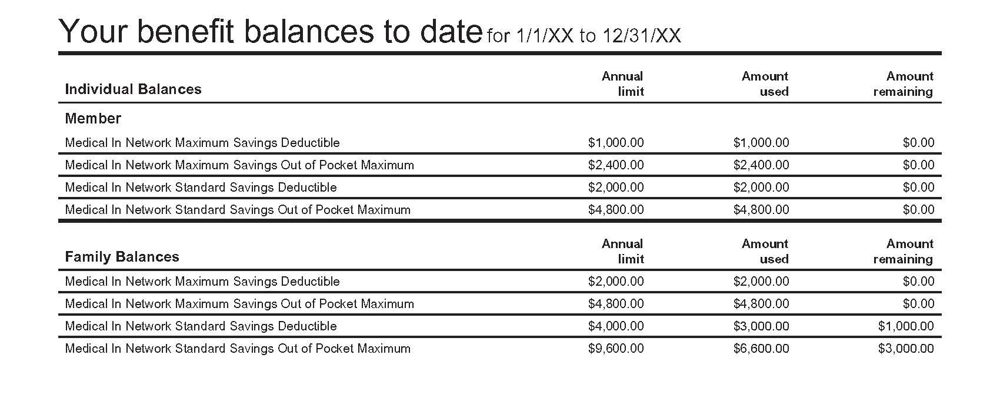 Your benefit balances to date for 1/1/XX to 12/31/XX
Individual Balances Annual limit Amount used Amount remaining
Member
Medical In Network Maximum Savings Deductible $1,000.00 $1,000.00 $0.00
Medical In Network Maximum Savings Out of Pocket Maximum $2,400.00 $2,400.00 $0.00
Medical In Network Standard Savings Deductible $2,000.00 $2,000.00 $0.00
Medical In Network Standard Savings Out of Pocket Maximum $4,800.00 $4,800.00 $0.00
Family Balances Annual limit Amount used Amount remaining
Medical In Network Maximum Savings Deductible $2,000.00 $2,000.00 $0.00
Medical In Network Maximum Savings Out of Pocket Maximum $4,800.00 $4,800.00 $0.00
Medical In Network Standard Savings Deductible $4,000.00 $3,000.00 $1,000.00
Medical In Network Standard Savings Out of Pocket Maximum $9,600.00 $6,600.00 $3,000.00